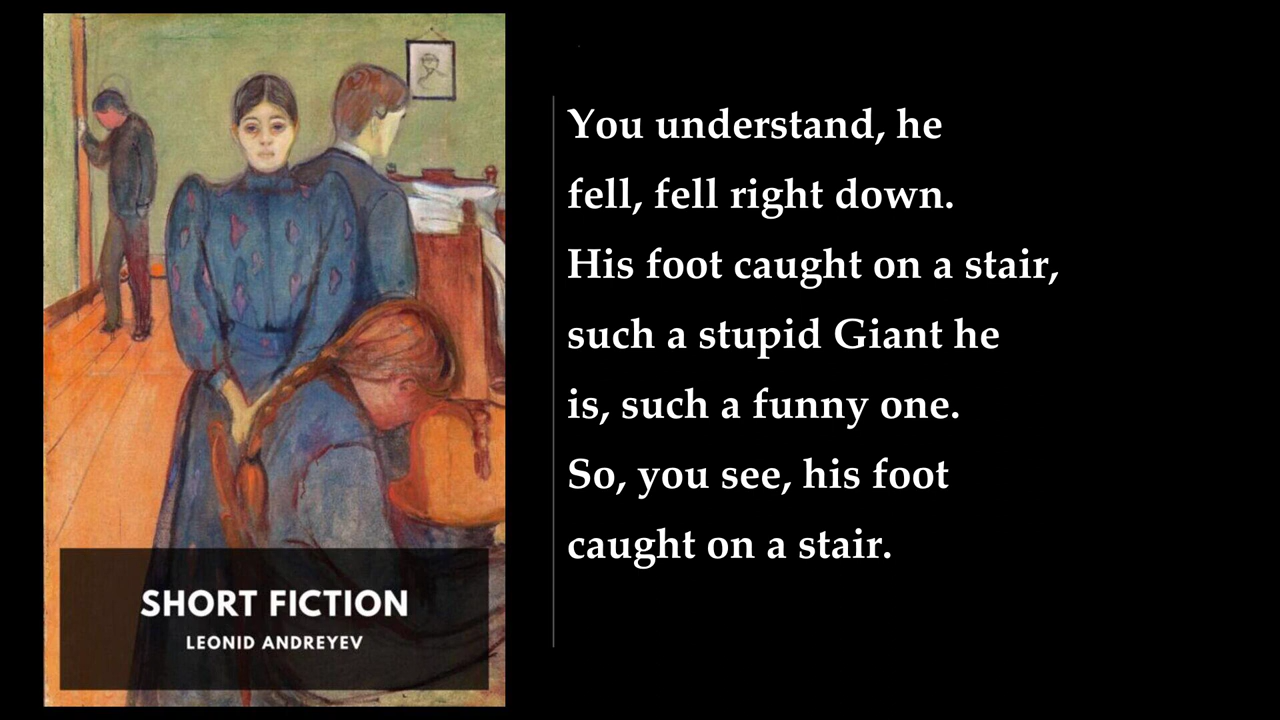 You understand, he
fell, fell right down.
His foot caught on a stair,
such a stupid Giant he
is, such a funny one.
So, you see, his foot
caught on a stair.
SHORT FICTION
LEONID ANDREYEV